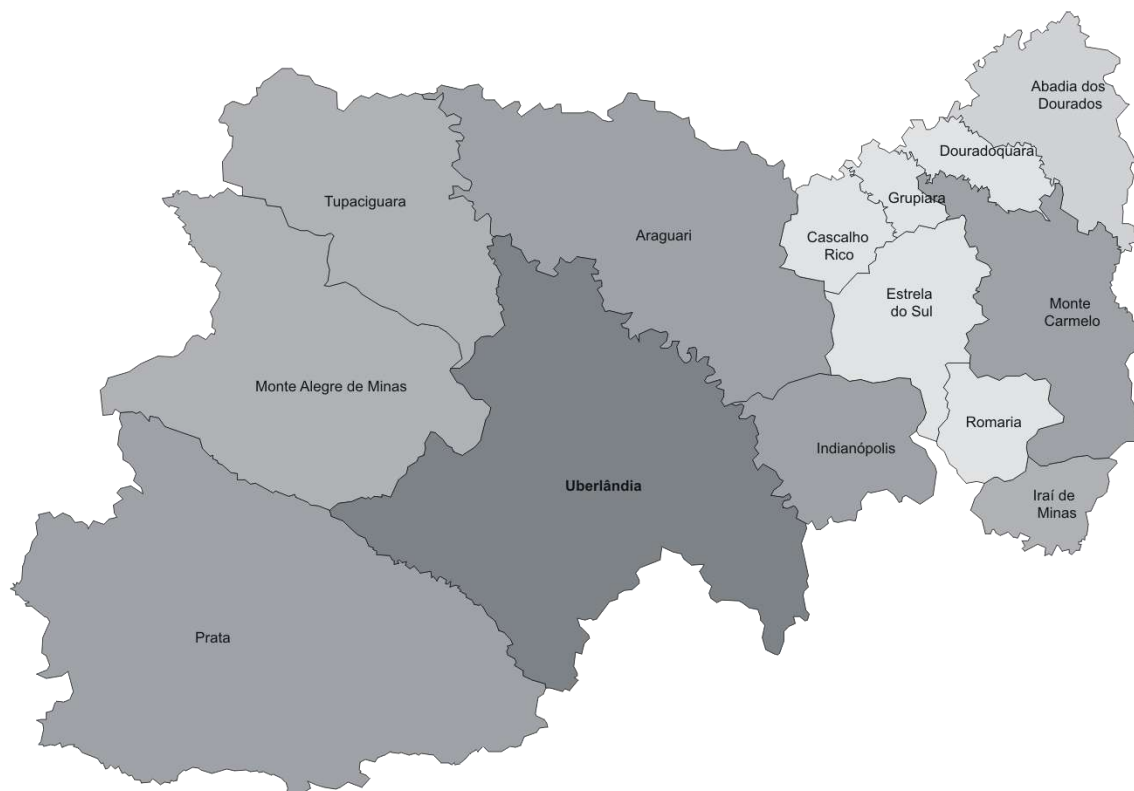 Abadia dos
Dourados
Douradoquara
Grupiara
Tupaciguara
Araguari
Cascalho
Rico
Estrela
do Sul
Monte
Carmelo
Monte Alegre de Minas
Romaria
Indianópolis
Uberlândia
Iraí de
Minas
Prata